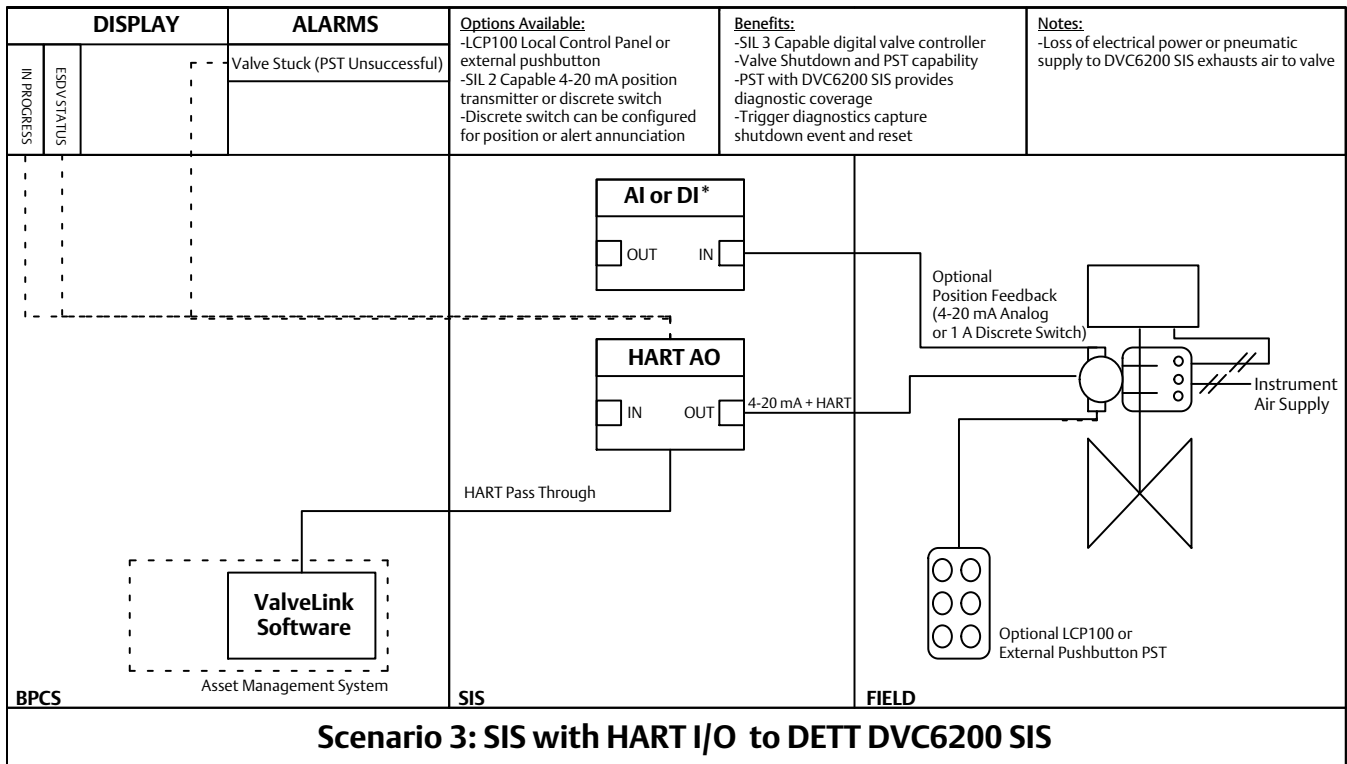 DISPLAY
ALARMS
IN PROGRESS
ESDV STATUS
Valve Stuck (PST Unsuccessful)
Options Available:
-LCP100 Local Control Panel or
external pushbutton
-SIL 2 Capable 4-20 mA position
transmitter or discrete switch
-Discrete switch can be configured
for position or alert annunciation
Benefits:
-SIL 3 Capable digital valve controller
-Valve Shutdown and PST capability
-PST with DVC6200 SIS provides
diagnostic coverage
-Trigger diagnostics capture
shutdown event and reset
Notes:
-Loss of electrical power or pneumatic
supply to DVC6200 SIS exhausts air to valve
AI or DI*
OUT
IN
Optional
Position Feedback
(4-20 mA Analog
or 1 A Discrete Switch)
HART AO
IN
OUT
4-20 mA + HART
Instrument
Air Supply
HART Pass Through
ValveLink
Software
Asset Management System
Optional LCP100 or
External Pushbutton PST
BPCS
SIS
FIELD
Scenario 3: SIS with HART I/O to DETT DVC6200 SIS